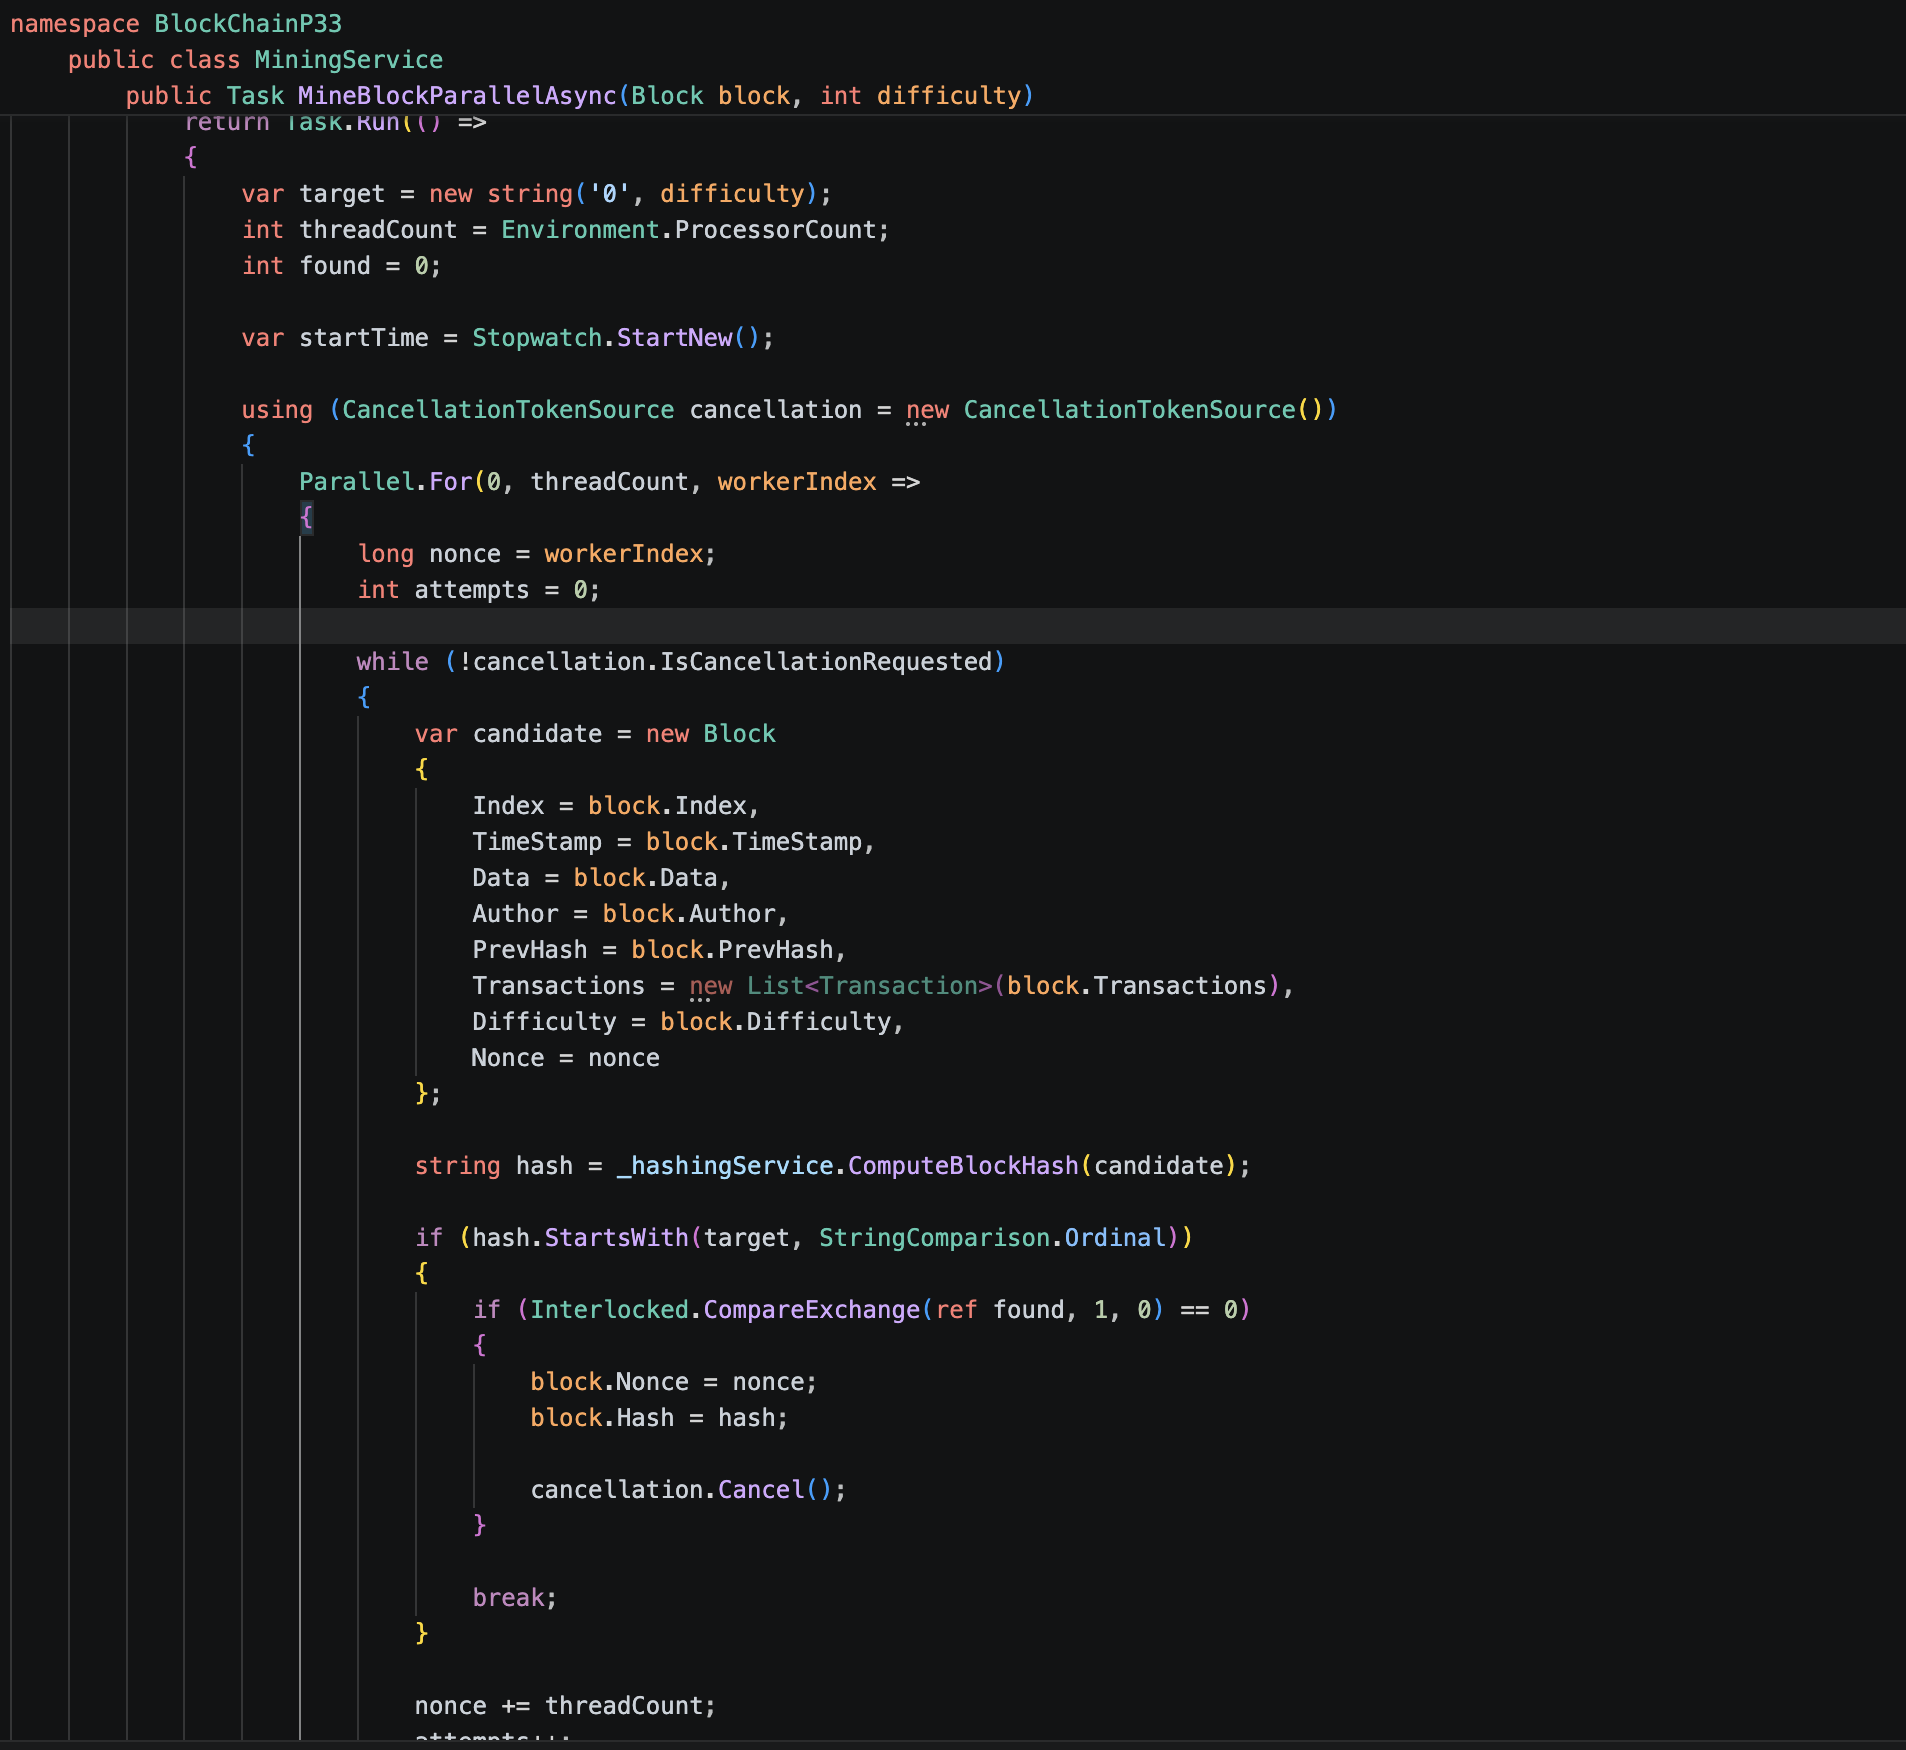 namespace BlockChainP33
public class MiningService
public Task MineBlockParallelAsync(Block block, int difficulty)
return Task.Run(() =>
{
var target = new string('0', difficulty);
int threadCount = Environment.ProcessorCount;
int found = 0;
var startTime = Stopwatch.StartNew();
using (CancellationTokenSource cancellation = new CancellationTokenSource())
{
Parallel.For(0, threadCount, workerIndex =>
{
long nonce = workerIndex;
int attempts = 0;
while (!cancellation.IsCancellationRequested)
{
var candidate = new Block
{
Index = block.Index,
TimeStamp = block.TimeStamp,
Data = block.Data,
Author = block.Author,
PrevHash = block.PrevHash,
Transactions = new List<Transaction>(block.Transactions),
Difficulty = block.Difficulty,
Nonce = nonce
};
string hash = _hashingService.ComputeBlockHash(candidate);
if (hash.StartsWith(target, StringComparison.Ordinal))
{
if (Interlocked.CompareExchange(ref found, 1, 0) == 0)
{
block.Nonce = nonce;
block.Hash = hash;
cancellation.Cancel();
}
break;
}
nonce += threadCount;
attempts++;